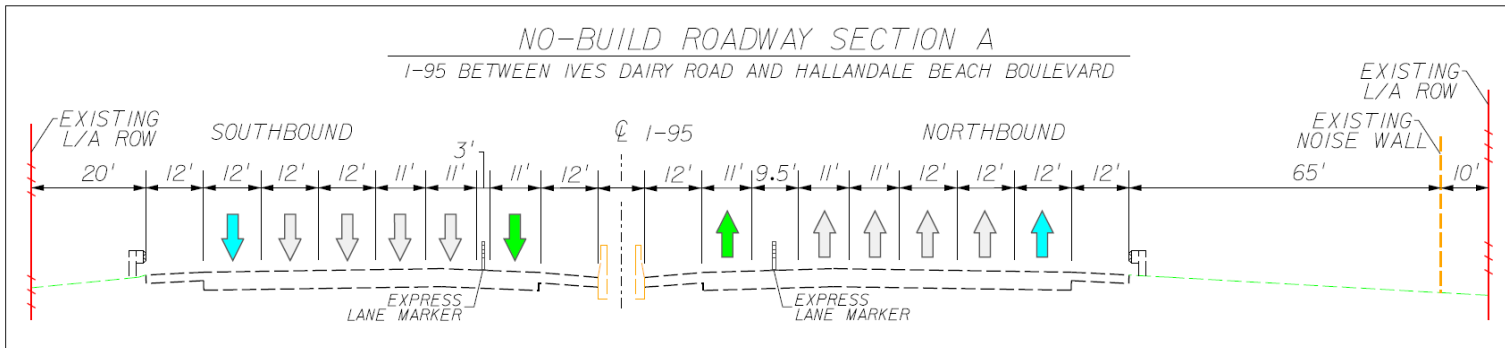 NO-BUILD ROADWAY SECTION A
I-95 BETWEEN IVES DAIRY ROAD AND HALLANDALE BEACH BOULEVARD
EXISTING
L/A ROW
SOUTHBOUND
℄ I-95
NORTHBOUND
EXISTING
NOISE WALL
EXISTING
L/A ROW
20' 12' 12' 12' 12' 11' 11' 3' 11' 12' 12' 11' 9.5' 11' 11' 12' 12' 12' 12' 65' 10'
EXPRESS
LANE MARKER
EXPRESS
LANE MARKER